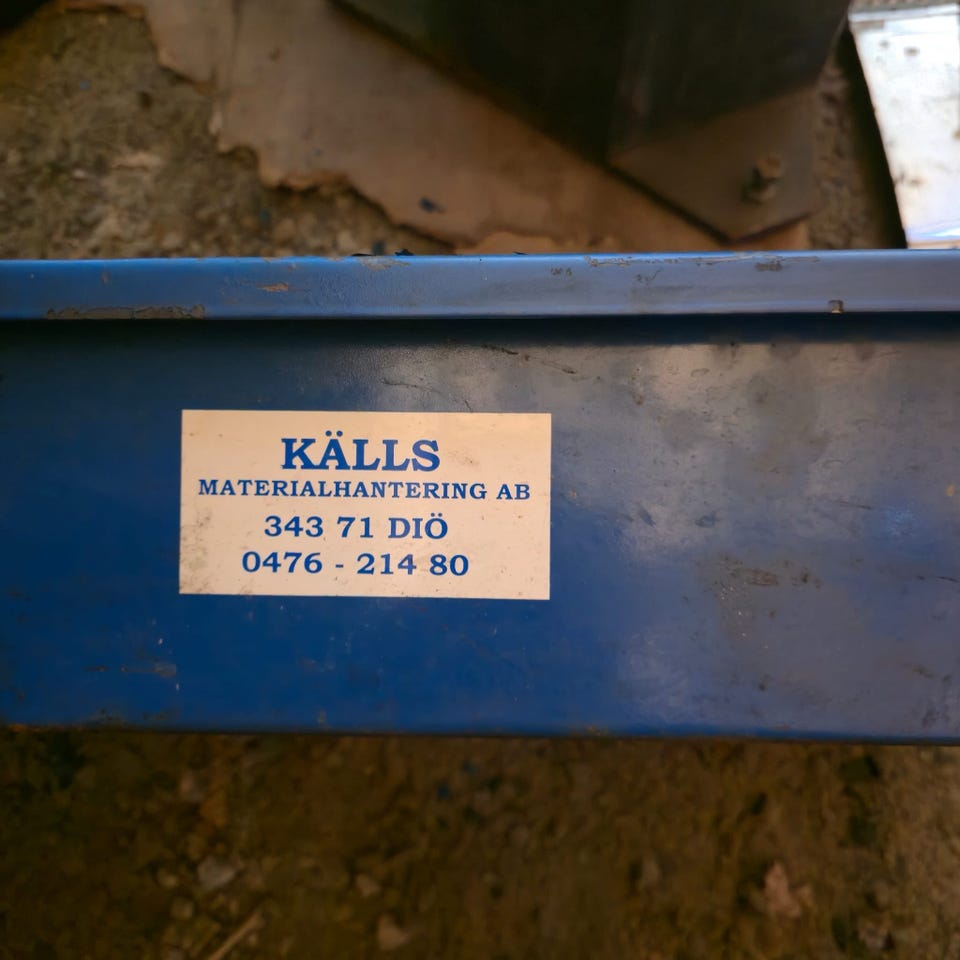 KÄLLS
MATERIALHANTERING AB
343 71 DIÖ
0476 - 214 80